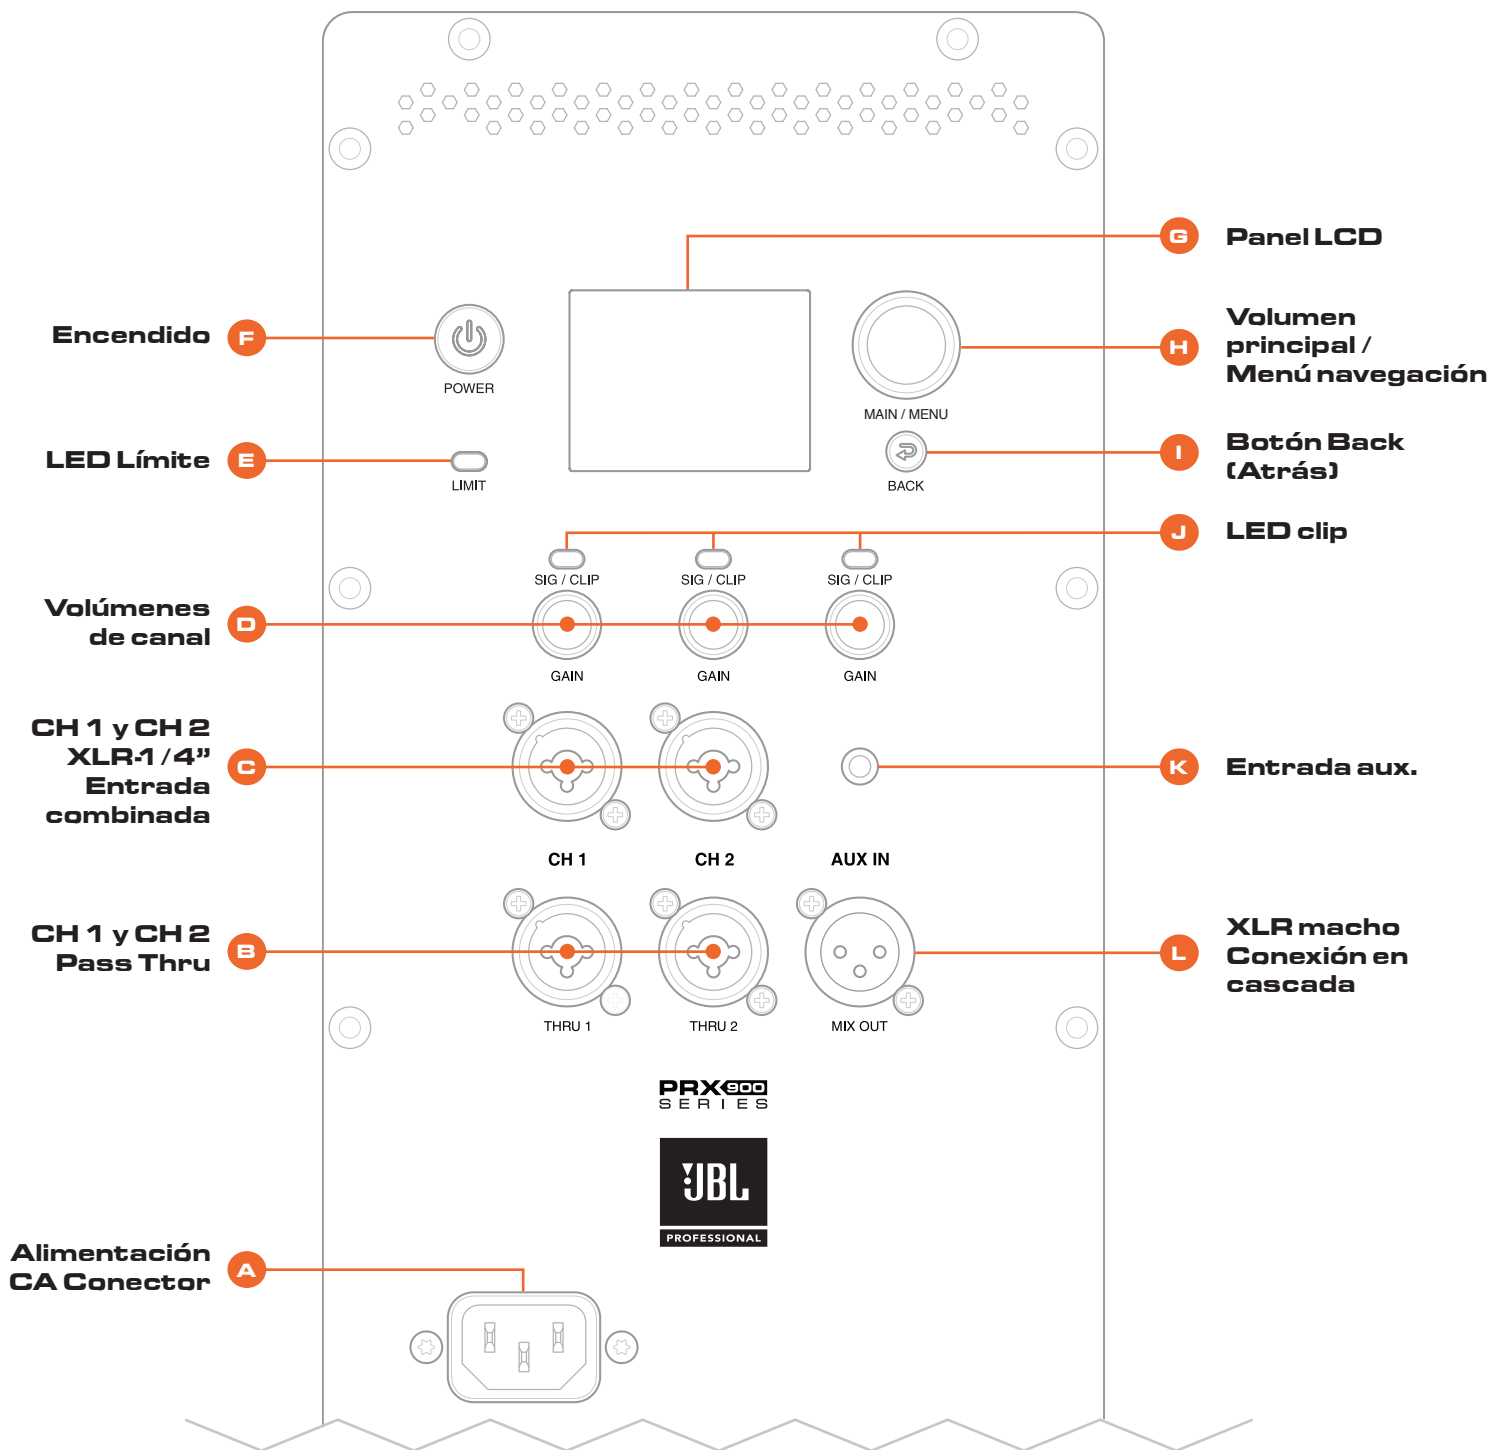 G
Panel LCD
Encendido
F
POWER
Volumen
principal /
Menú navegación
H
MAIN / MENU
LED Límite
E
LIMIT
Botón Back
(Atrás)
I
BACK
LED clip
J
SIG / CLIP
SIG / CLIP
SIG / CLIP
Volúmenes
de canal
D
GAIN
GAIN
GAIN
CH 1 y CH 2
XLR-1/4”
Entrada
combinada
C
K
Entrada aux.
CH 1
CH 2
AUX IN
CH 1 y CH 2
Pass Thru
B
L
XLR macho
Conexión en
cascada
THRU 1
THRU 2
MIX OUT
PRX 900
SERIES
JBL
PROFESSIONAL
Alimentación
CA Conector
A